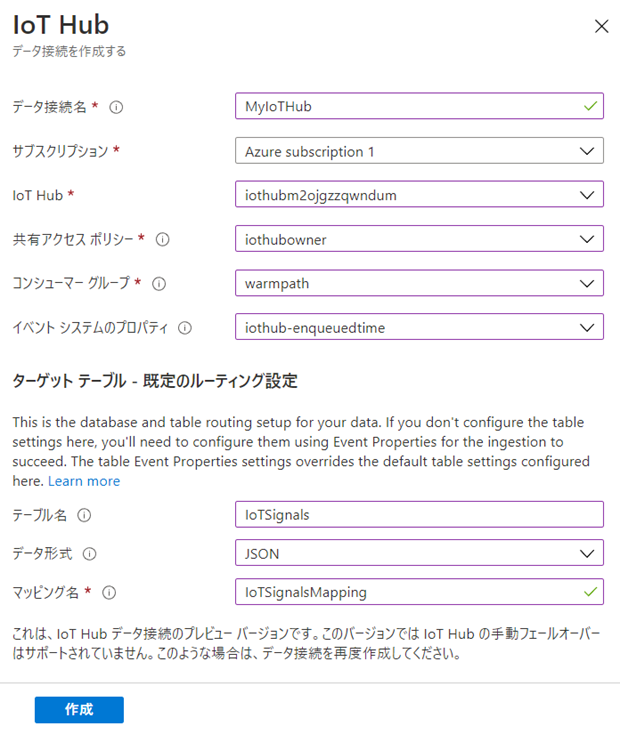 IoT Hub
データ接続を作成する
データ接続名 * MyIoTHub
サブスクリプション * Azure subscription 1
IoT Hub * iothubm2ojgzzqwndum
共有アクセス ポリシー * iothubowner
コンシューマー グループ * warmpath
イベント システムのプロパティ iothub-enqueuedtime
ターゲット テーブル - 既定のルーティング設定
This is the database and table routing setup for your data. If you don't configure the table
settings here, you'll need to configure them using Event Properties for the ingestion to
succeed. The table Event Properties settings overrides the default table settings configured
here. Learn more
テーブル名 IoTSignals
データ形式 JSON
マッピング名 * IoTSignalsMapping
これは、IoT Hub データ接続のプレビュー バージョンです。このバージョンでは IoT Hub の手動フェールオーバー
はサポートされていません。このような場合は、データ接続を再度作成してください。
作成